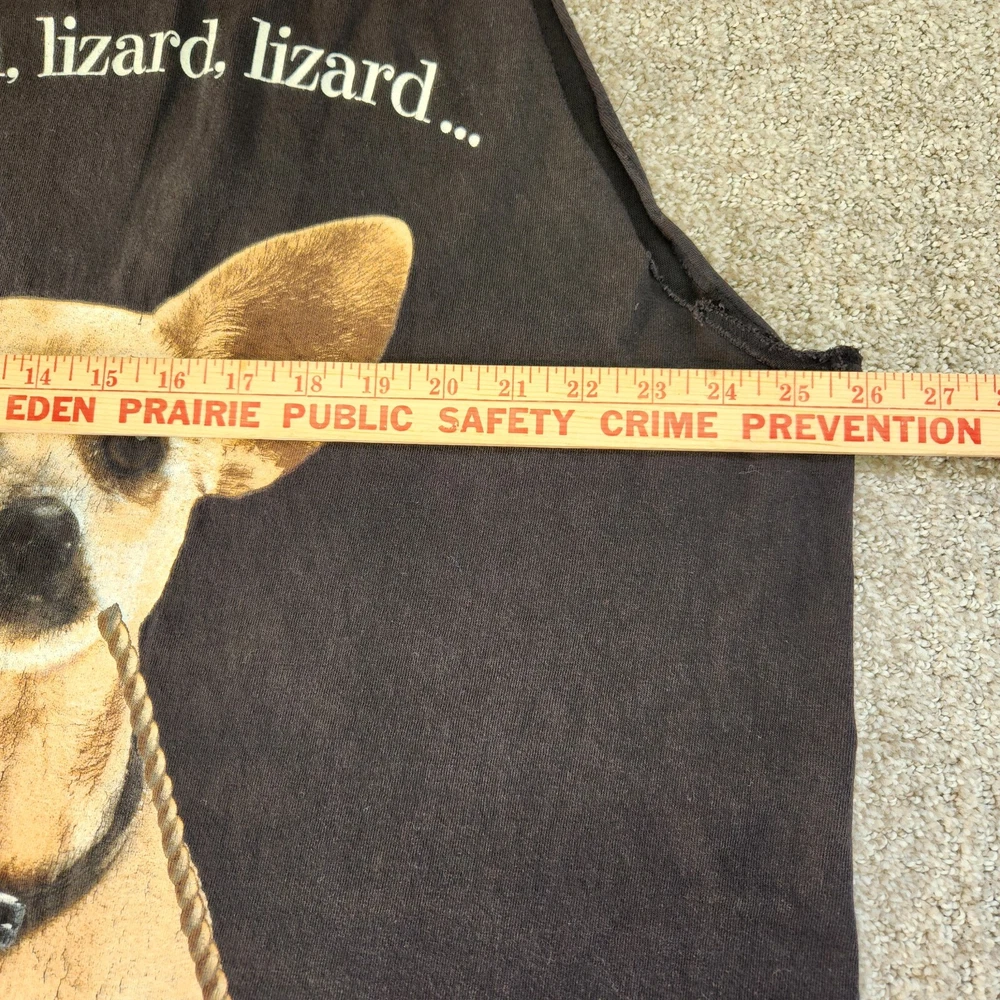 , lizard, lizard...
14 15 16 17 18 19 20 21 22 23 24 25 26 27
EDEN PRAIRIE PUBLIC SAFETY CRIME PREVENTION